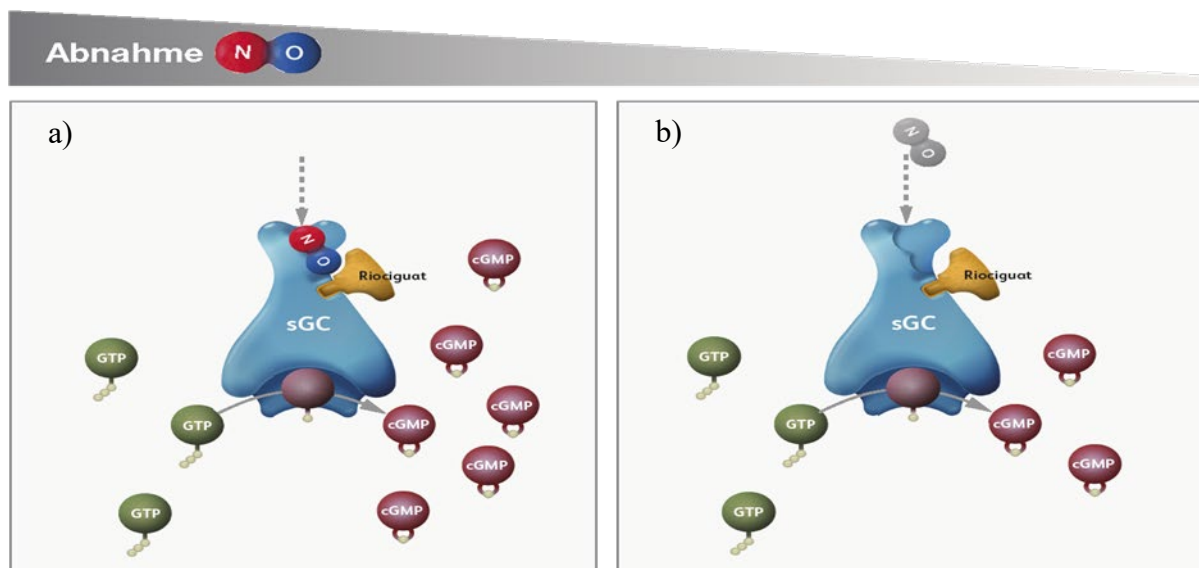 Abnahme N O
a)
N
O
Riociguat
cGMP
sGC
GTP
cGMP
GTP
cGMP
cGMP
cGMP
GTP
cGMP
b)
N
O
Riociguat
sGC
GTP
cGMP
GTP
cGMP
cGMP
GTP